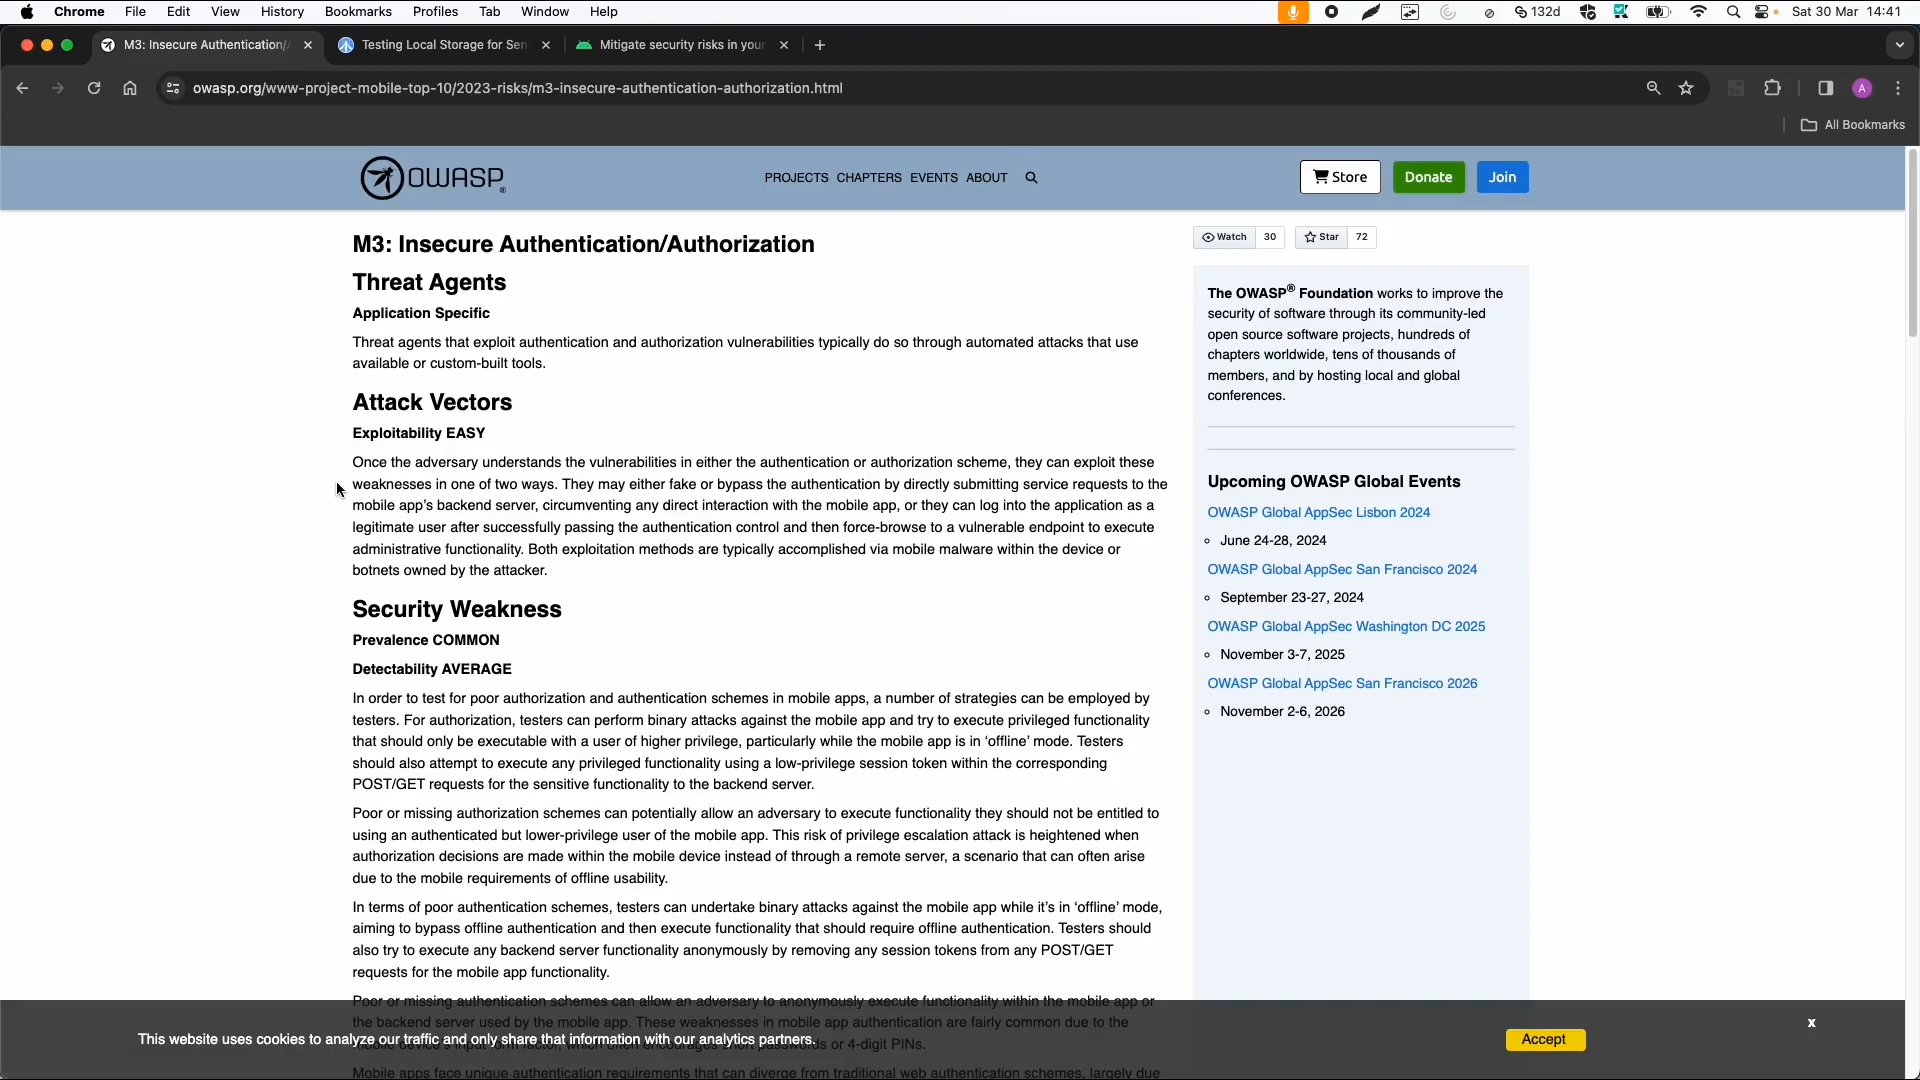 Chrome File Edit View History Bookmarks Profiles Tab Window Help 132d Sat 30 Mar 14:41
M3: Insecure Authentication/ Testing Local Storage for Sen Mitigate security risks in your
owasp.org/www-project-mobile-top-10/2023-risks/m3-insecure-authentication-authorization.html A
All Bookmarks
OWASP PROJECTS CHAPTERS EVENTS ABOUT Store Donate Join
M3: Insecure Authentication/Authorization
Threat Agents
Application Specific
Threat agents that exploit authentication and authorization vulnerabilities typically do so through automated attacks that use
available or custom-built tools.
Attack Vectors
Exploitability EASY
Once the adversary understands the vulnerabilities in either the authentication or authorization scheme, they can exploit these
weaknesses in one of two ways. They may either fake or bypass the authentication by directly submitting service requests to the
mobile app’s backend server, circumventing any direct interaction with the mobile app, or they can log into the application as a
legitimate user after successfully passing the authentication control and then force-browse to a vulnerable endpoint to execute
administrative functionality. Both exploitation methods are typically accomplished via mobile malware within the device or
botnets owned by the attacker.
Security Weakness
Prevalence COMMON
Detectability AVERAGE
In order to test for poor authorization and authentication schemes in mobile apps, a number of strategies can be employed by
testers. For authorization, testers can perform binary attacks against the mobile app and try to execute privileged functionality
that should only be executable with a user of higher privilege, particularly while the mobile app is in ‘offline’ mode. Testers
should also attempt to execute any privileged functionality using a low-privilege session token within the corresponding
POST/GET requests for the sensitive functionality to the backend server.
Poor or missing authorization schemes can potentially allow an adversary to execute functionality they should not be entitled to
using an authenticated but lower-privilege user of the mobile app. This risk of privilege escalation attack is heightened when
authorization decisions are made within the mobile device instead of through a remote server, a scenario that can often arise
due to the mobile requirements of offline usability.
In terms of poor authentication schemes, testers can undertake binary attacks against the mobile app while it’s in ‘offline’ mode,
aiming to bypass offline authentication and then execute functionality that should require offline authentication. Testers should
also try to execute any backend server functionality anonymously by removing any session tokens from any POST/GET
requests for the mobile app functionality.
Poor or missing authentication schemes can allow an adversary to anonymously execute functionality within the mobile app or
the backend server used by the mobile app. These weaknesses in mobile app authentication are fairly common due to the
mobile device’s input form factor, which often encourages short passwords or 4-digit PINs.
Mobile apps face unique authentication requirements that can diverge from traditional web authentication schemes, largely due
Watch 30 Star 72
The OWASP® Foundation works to improve the
security of software through its community-led
open source software projects, hundreds of
chapters worldwide, tens of thousands of
members, and by hosting local and global
conferences.
Upcoming OWASP Global Events
OWASP Global AppSec Lisbon 2024
June 24-28, 2024
OWASP Global AppSec San Francisco 2024
September 23-27, 2024
OWASP Global AppSec Washington DC 2025
November 3-7, 2025
OWASP Global AppSec San Francisco 2026
November 2-6, 2026
This website uses cookies to analyze our traffic and only share that information with our analytics partners.
Accept
x